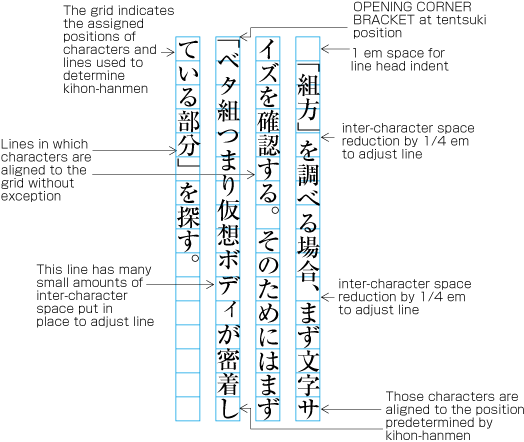 The grid indicates
the assigned
positions of
characters and
lines used to
determine
kihon-hanmen
Lines in which
characters are
aligned to the
grid without
exception
This line has many
small amounts of
inter-character
space put in
place to adjust line
OPENING CORNER
BRACKET at tentsuki
position
1 em space for
line head indent
inter-character space
reduction by 1/4 em
to adjust line
inter-character space
reduction by 1/4 em
to adjust line
Those characters are
aligned to the position
predetermined by
kihon-hanmen
「組方」を調べる場合、まず文字サ
イズを確認する。そのためにはまず
「ベタ組つまり仮想ボディが密着し
ている部分」を探す。